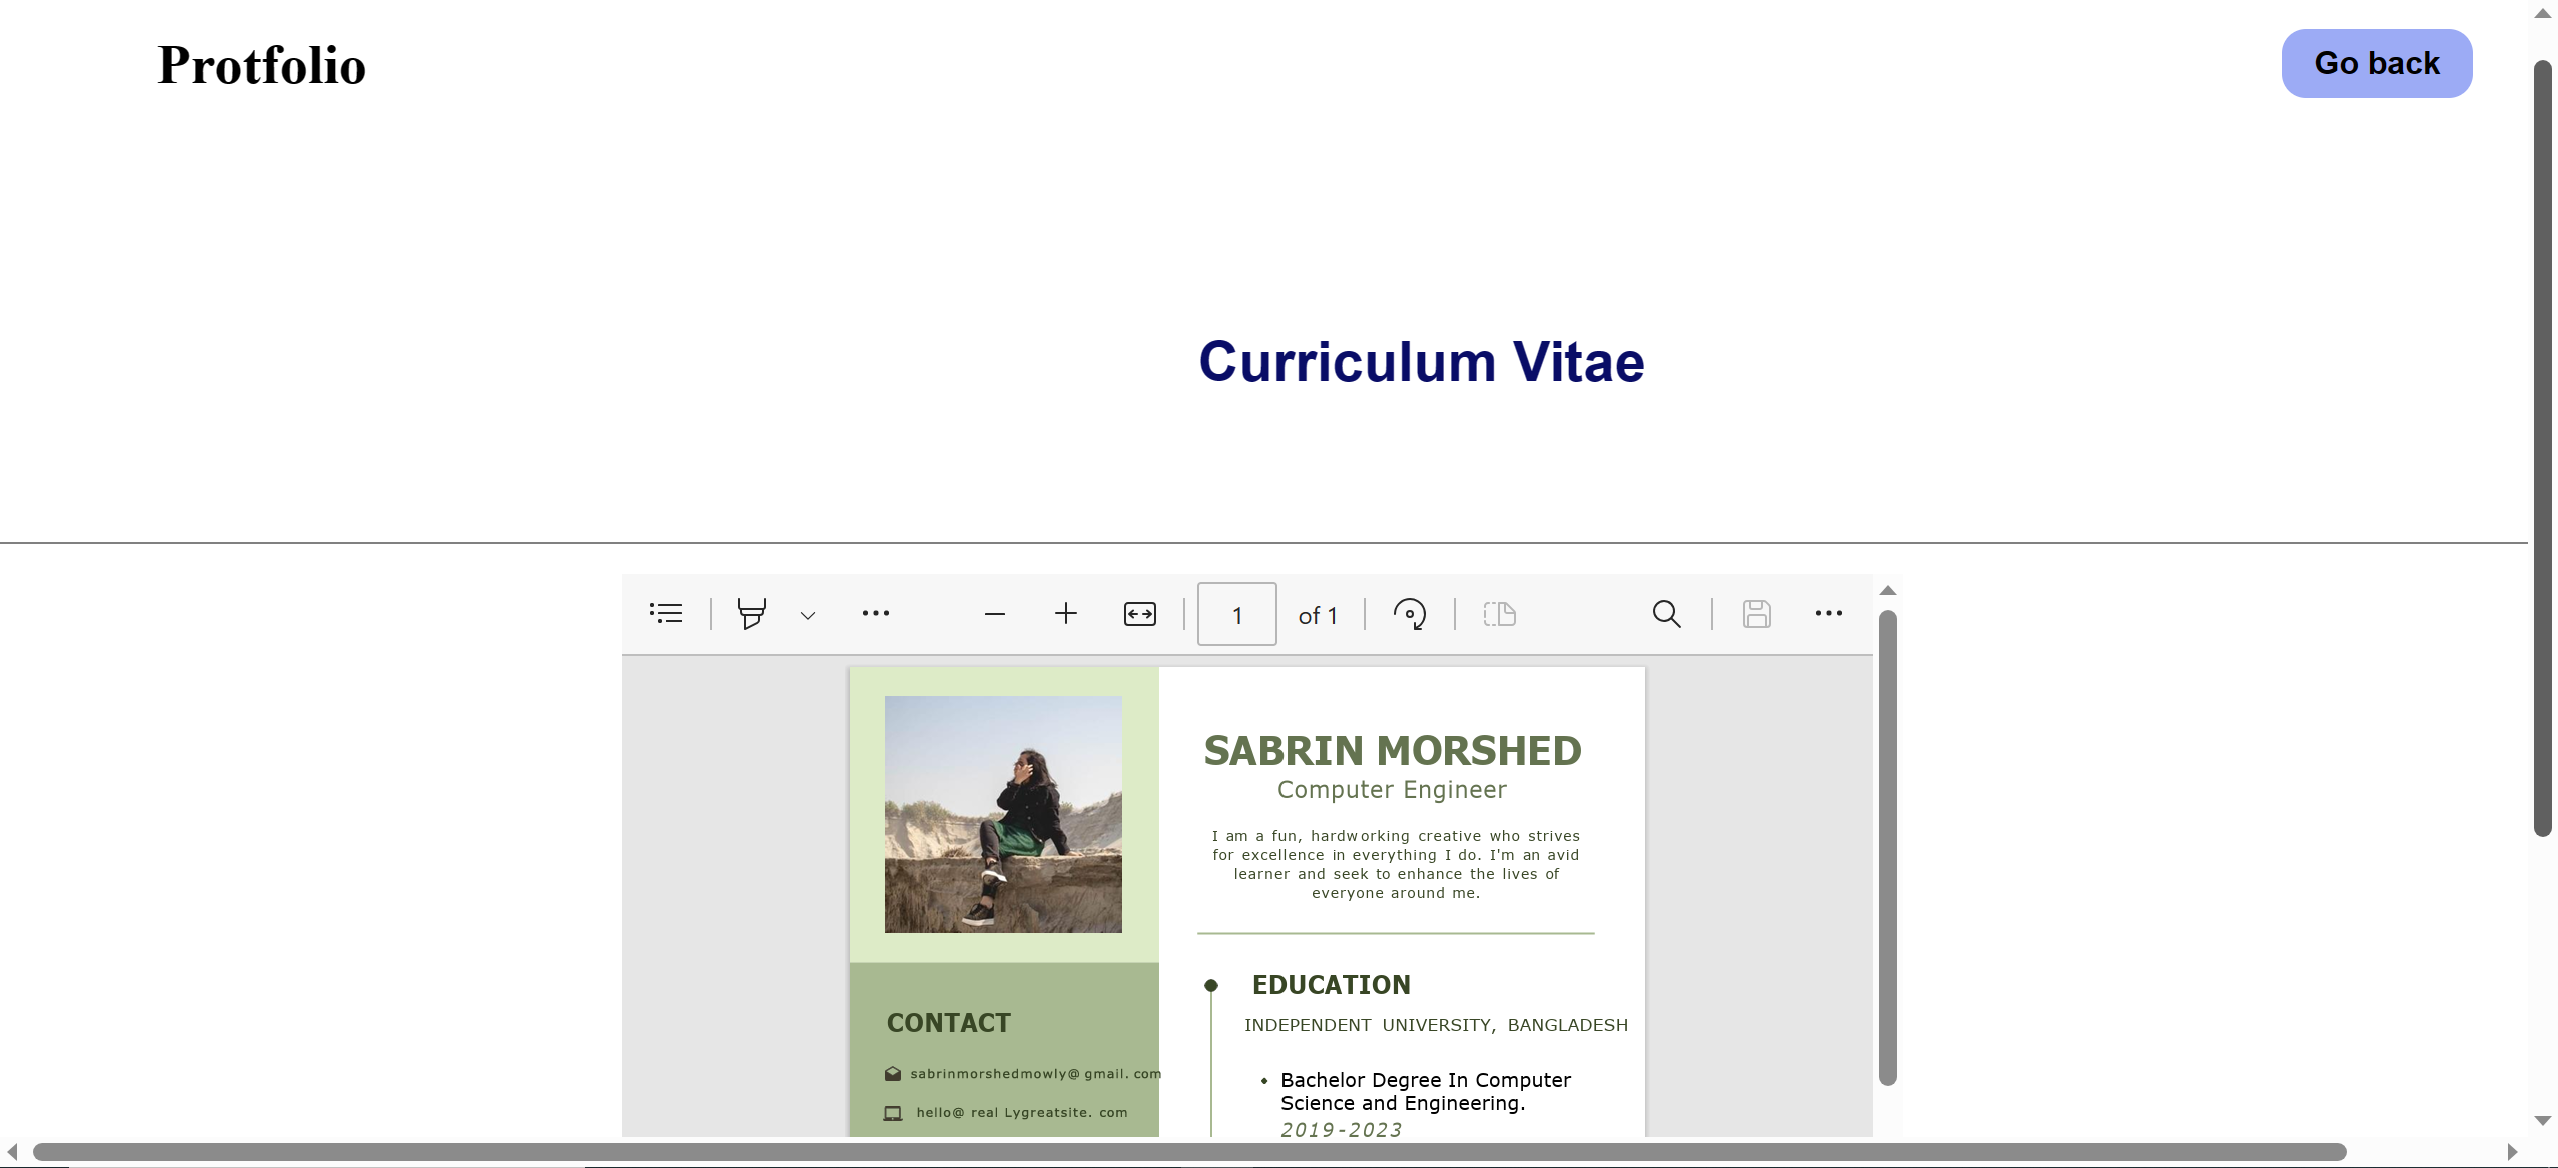 Protfolio
Go back
Curriculum Vitae
1 of 1
SABRIN MORSHED
Computer Engineer
I am a fun, hardworking creative who strives
for excellence in everything I do. I'm an avid
learner and seek to enhance the lives of
everyone around me.
CONTACT
sabrinmorshedmowly@gmail.com
hello@ real Lygreatsite. com
EDUCATION
INDEPENDENT UNIVERSITY, BANGLADESH
• Bachelor Degree In Computer
Science and Engineering.
2019-2023